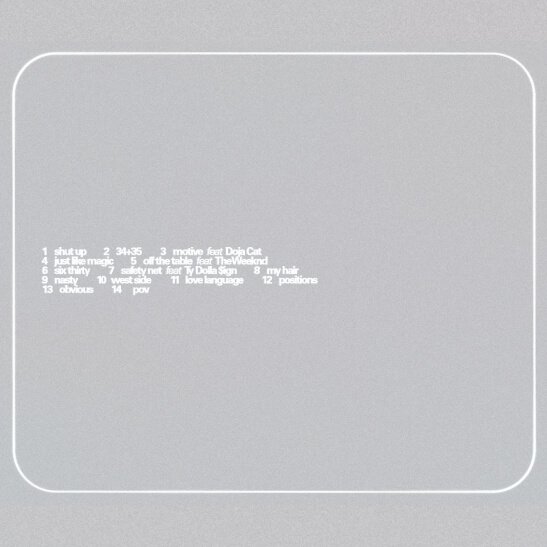 1 shut up 2 34+35 3 motive feat Doja Cat
4 just like magic 5 off the table feat The Weeknd
6 six thirty 7 safety net feat Ty Dolla $ign 8 my hair
9 nasty 10 west side 11 love language 12 positions
13 obvious 14 pov